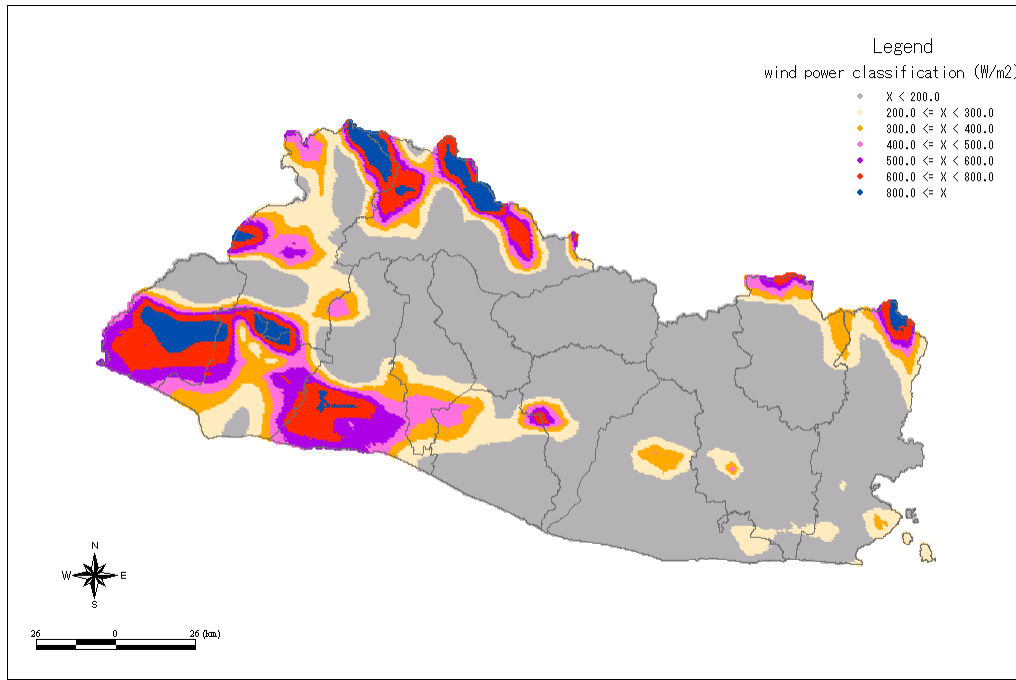 Legend
wind power classification (W/m2)
X < 200.0
200.0 <= X < 300.0
300.0 <= X < 400.0
400.0 <= X < 500.0
500.0 <= X < 600.0
600.0 <= X < 800.0
800.0 <= X
N
W E
S
26 0 26 (km)